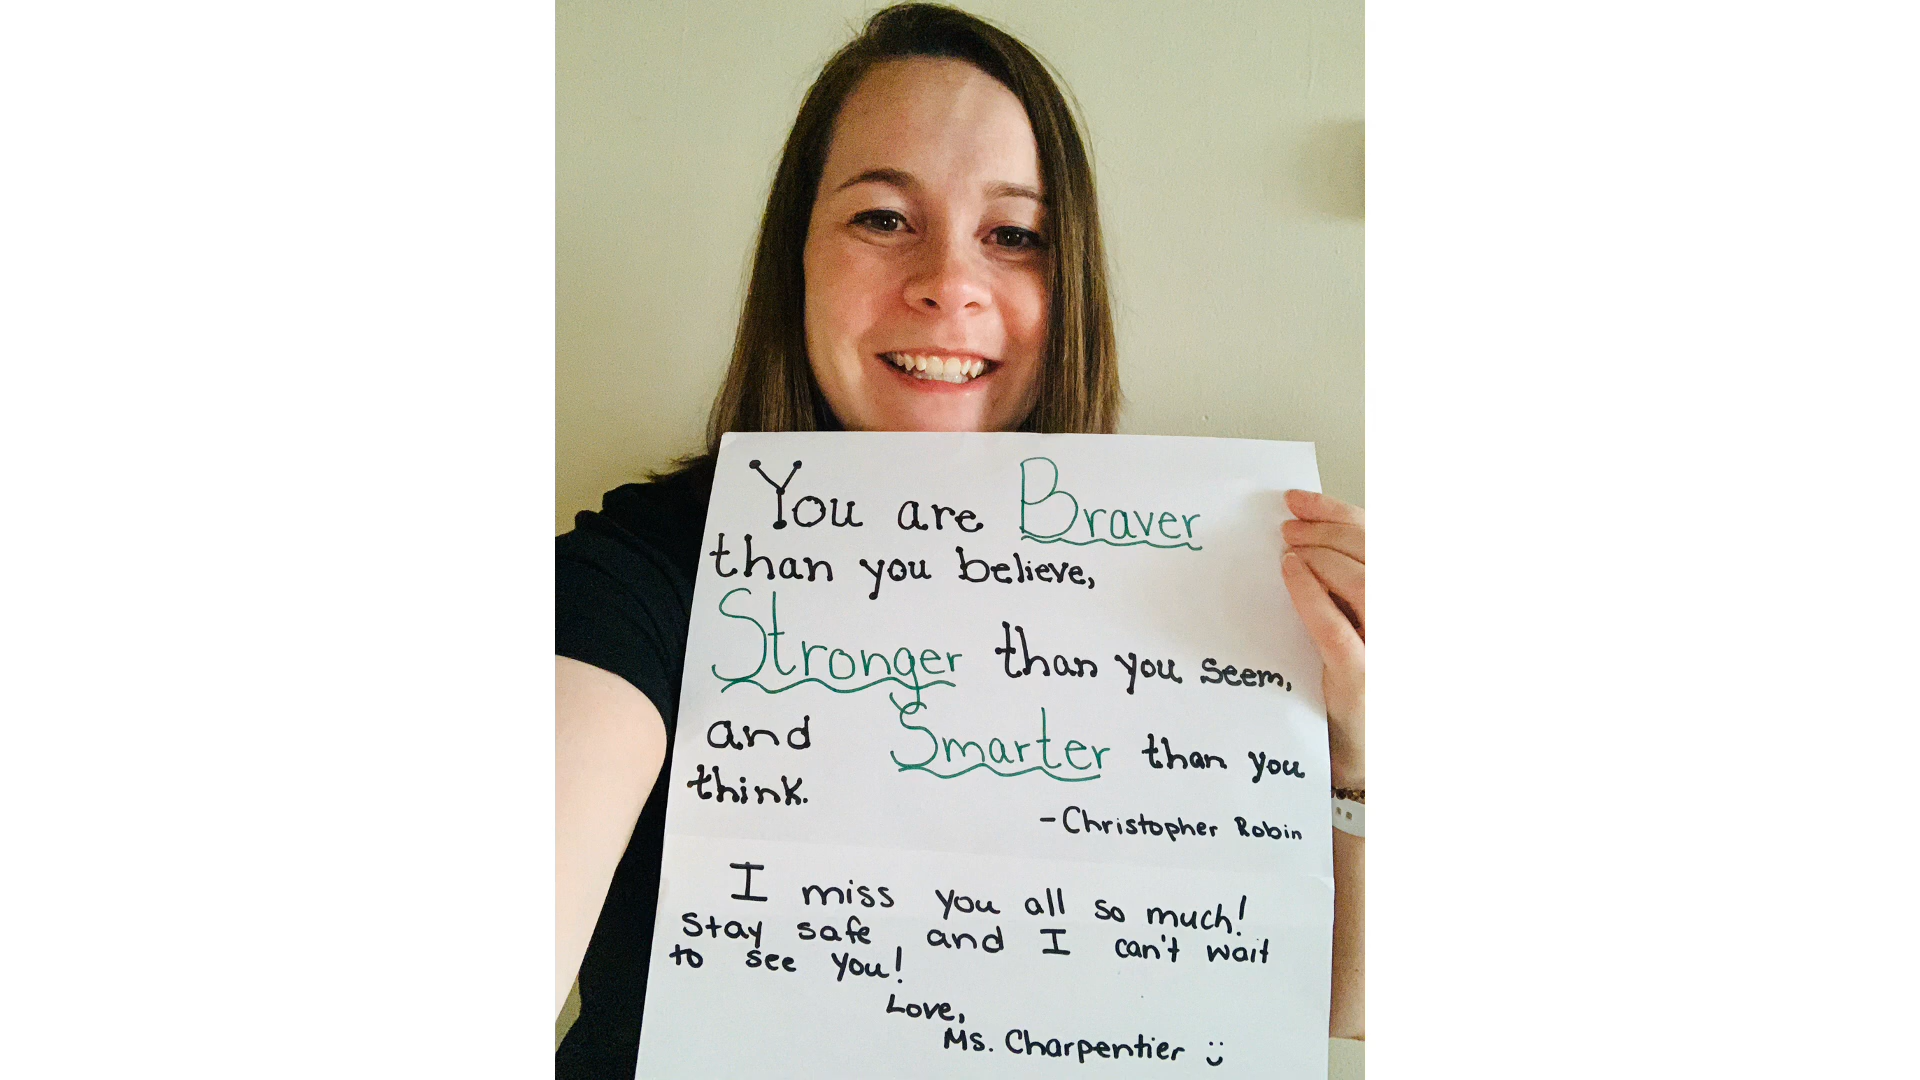 You are Braver
than you believe,
Stronger than you seem,
and Smarter than you
think.
-Christopher Robin
I miss you all so much!
Stay safe, and I can't wait
to see you!
Love,
Ms. Charpentier :)